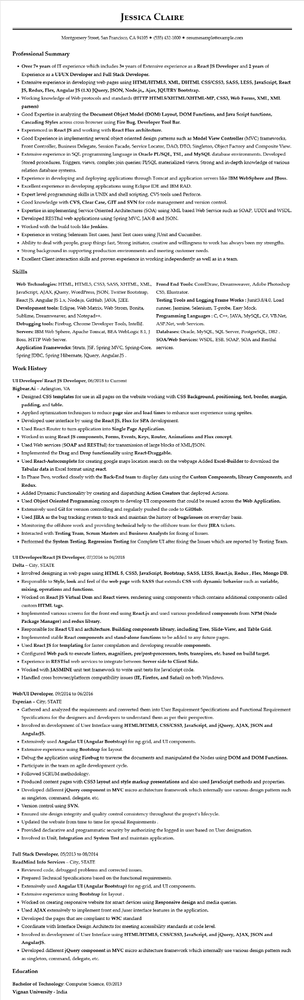 Jessica Claire
Montgomery Street, San Francisco, CA 94105 ● (555) 432-1000 ● resumesample@example.com
Professional Summary
• Over 7+ years of IT experience which includes 3+ years of Extensive experience as a React JS Developer and 2 years of
Experience as a UI/UX Developer and Full Stack Developer.
• Extensive experience in developing web pages using HTML/HTML5, XML, DHTML CSS/CSS3, SASS, LESS, JavaScript, React
JS, Redux, Flex, Angular JS (1.X) JQuery, JSON, Node.js,, Ajax, JQUERY Bootstrap.
• Working knowledge of Web protocols and standards (HTTP HTML5/XHTML/XHTML-MP, CSS3, Web Forms, XML, XML
parsers)
• Good Expertise in analyzing the Document Object Model (DOM) Layout, DOM Functions, and Java Script functions,
Cascading Styles across cross-browser using Fire Bug, Developer Tool Bar.
• Experienced in React JS and working with React Flux architecture.
• Good Experience in implementing several object oriented design patterns such as Model View Controller (MVC) frameworks,
Front Controller, Business Delegate, Session Facade, Service Locator, DAO, DTO, Singleton, Object Factory and Composite View.
• Extensive experience in SQL programming language in Oracle PL/SQL, TSL, and MySQL database environments. Developed
Stored procedures, Triggers, views, complex join queries; Pl/SQL materialized views, Strong and in-depth knowledge of various
relation database systems.
• Experience in developing and deploying applications through Tomcat and application servers like IBM WebSphere and JBoss.
• Excellent experience in developing applications using Eclipse IDE and IBM RAD.
• Expert level programming skills in UNIX and shell scripting, CVS tools used Perforce.
• Good knowledge with CVS, Clear Case, GIT and SVN for code management and version control.
• Expertise in implementing Service Oriented Architectures (SOA) using XML based Web Service such as SOAP, UDDI and WSDL.
• Developed RESTful web applications using Spring MVC, JAX-B and JSON.
• Worked with the build tools like Jenkins.
• Experience in writing Selenium Test cases, Junit Test cases using JUnit and Cucumber.
• Ability to deal with people, grasp things fast, Strong initiator, creative and willingness to work has always been my strengths.
• Strong background in supporting production environments and meeting customer needs.
• Excellent Client interaction skills and proven experience in working independently as well as in a team.
Skills
Web Technologies: HTML, HTML5, CSS3, SASS, XHTML, XML,
JavaScript, AJAX, jQuery, WordPress, JSON, Twitter Bootstrap,
React JS, Angular JS 1.x, Node.js, GitHub, JAVA, J2EE.
Development tools: Eclipse, Web Matrix, Web Strom, Bonita,
Sublime, Dreamweaver, and Notepad++.
Debugging tools: Firebug, Chrome Developer Tools, IntelliJ.
Servers: IBM Web Sphere, Apache Tomcat, BEA WebLogic 8.1, J
Boss, HTTP Web Server.
Application Frameworks: Struts, JSF, Spring MVC, Spring-Core,
Spring JDBC, Spring Hibernate, JQuery, Angular.JS .
Frond End Tools: CorelDraw, Dreamweaver, Adobe Photoshop
CS5, Illustrator.
Testing Tools and Logging Frame Works : Junit3.8/4.0, Load
runner, Jasmine, Selenium, T-probe, Easy Mock.
Programming Languages : C, C++, JAVA, MySQL, C#, VB.Net,
ASP.Net, web Services.
Databases: Oracle, MySQL, SQL Server, PostgreSQL, DB2 .
SOA/Web Services: WSDL, ESB, SOAP, SOA and Restful
services.
Work History
UI Developer/ React JS Developer, 06/2018 to Current
Bigbear.Ai – Arlington, VA
• Designed CSS templates for use in all pages on the website working with CSS Background, positioning, text, border, margin,
padding, and table.
• Applied optimization techniques to reduce page size and load times to enhance user experience using sprites.
• Developed user interface by using the React JS, Flux for SPA development.
• Used React-Router to turn application into Single Page Application.
• Worked in using React JS components, Forms, Events, Keys, Router, Animations and Flux concept.
• Used Web services (SOAP and RESTful) for transmission of large blocks of XML/JSON.
• Implemented the Drag and Drop functionality using React-Draggable.
• Used React-Autocomplete for creating google maps location search on the webpage Added Excel-Builder to download the
Tabular data in Excel format using react.
• In Phase Two, worked closely with the Back-End team to display data using the Custom Components, library Components, and
Redux.
• Added Dynamic Functionality by creating and dispatching Action Creators that deployed Actions.
• Used Object Oriented Programming concepts to develop UI components that could be reused across the Web Application.
• Extensively used Git for version controlling and regularly pushed the code to GitHub.
• Used JIRA as the bug tracking system to track and maintain the history of bugs/issues on everyday basis.
• Monitoring the offshore work and providing technical help to the offshore team for their JIRA tickets.
• Interacted with Testing Team, Scrum Masters and Business Analysts for fixing of Issues.
• Performed the System Testing, Regression Testing for Complete UI after fixing the Issues which are reported by Testing Team.
UI Developer/React JS Developer, 07/2016 to 04/2018
Delta – City, STATE
• Involved designing in web pages using HTML 5, CSS3, JavaScript, Bootstrap, SASS, LESS, React.js, Redux , Flex, Mongo DB.
• Responsible to Style, look and feel of the web page with SASS that extends CSS with dynamic behavior such as variable,
mixing, operations and functions.
• Worked on React JS Virtual Dom and React views, rendering using components which contains additional components called
custom HTML tags.
• Implemented various screens for the front end using React.js and used various predefined components from NPM (Node
Package Manager) and redux library.
• Responsible for React UI and architecture. Building components library, including Tree, Slide-View, and Table Grid.
• Implemented stable React components and stand-alone functions to be added to any future pages.
• Used React JS for templating for faster compilation and developing reusable components.
• Configured Web pack to execute linters, magnifiers, pre/post-processors, tests, transpires, etc. based on build target.
• Experience in RESTful web services to integrate between Server side to Client Side.
• Worked with JASMINE unit test framework to write unit tests for JavaScript code.
• Handled cross browser/platform compatibility issues (IE, Firefox, and Safari) on both Windows.
Web/UI Developer, 09/2014 to 06/2016
Experian – City, STATE
• Gathered and analyzed the requirements and converted them into User Requirement Specifications and Functional Requirement
Specifications for the designers and developers to understand them as per their perspective.
• Involved in development of User Interface using HTML/HTML5, CSS/CSS3, JavaScript, and jQuery, AJAX, JSON and
AngularJS.
• Extensively used Angular UI (Angular Bootstrap) for ng-grid, and UI components.
• Extensive experience using Bootstrap for layout.
• Debug the application using Firebug to traverse the documents and manipulated the Nodes using DOM and DOM Functions.
• Participate in the team on agile development cycle.
• Followed SCRUM methodology.
• Produced content pages with CSS3 layout and style markup presentations and also used JavaScript methods and properties.
• Developed different jQuery component in MVC micro architecture framework which internally use various design pattern such
as singleton, command, delegate, etc.
• Version control using SVN.
• Ensured site design integrity and quality control consistency throughout the project's lifecycle.
• Updated the website from time to time for special Requirements .
• Provided declarative and programmatic security by authorizing the logged in user based on User designation.
• Involved in Unit, Integration and System Test and maintain application.
Full Stack Developer, 05/2013 to 08/2014
ReadMind Info Services – City, STATE
• Reviewed code, debugged problems and corrected issues.
• Prepared Technical Specifications based on the functional requirements.
• Extensively used Angular UI (Angular Bootstrap) for ng-grid, and UI components.
• Extensive experience using Bootstrap for layout .
• Worked on creating responsive website for smart devices using Responsive design and media queries.
• Used AJAX extensively to implement front end /user interface features in the application.
• Developed the pages that are complaint to W3C standard
• Coordinate with Interface Design Architects for meeting accessibility standards at code level.
• Involved in development of User Interface using HTML/HTML5, CSS/CSS3, JavaScript, and jQuery, AJAX, JSON and
AngularJS.
• Developed different jQuery component in MVC micro architecture framework which internally use various design pattern such
as singleton, command, delegate, etc.
Education
Bachelor of Technology: Computer Science, 03/2013
Vignan University - India